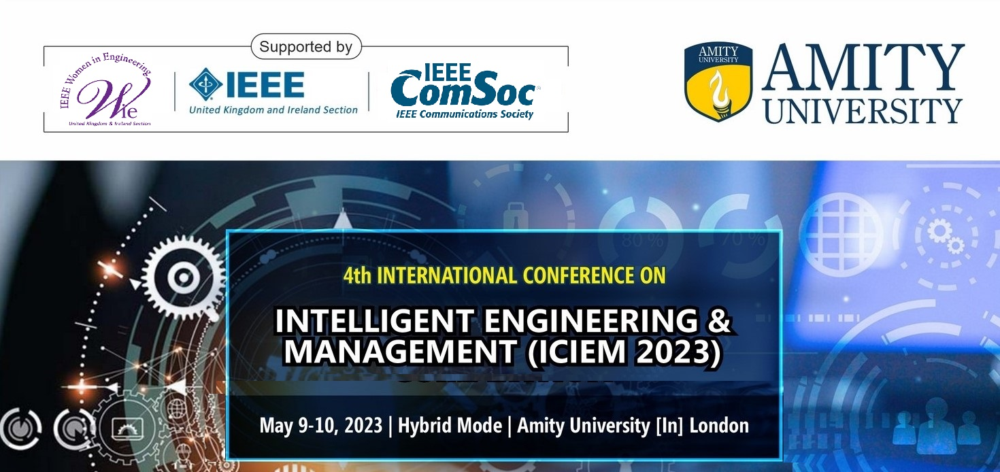 Supported by
IEEE Women in Engineering
Wie
United Kingdom & Ireland Section
IEEE
United Kingdom and Ireland Section
IEEE
ComSoc
IEEE Communications Society
AMITY
UNIVERSITY
AMITY
UNIVERSITY
80 %
70 %
4th INTERNATIONAL CONFERENCE ON
INTELLIGENT ENGINEERING &
MANAGEMENT (ICIEM 2023)
May 9-10, 2023 | Hybrid Mode | Amity University [In] London